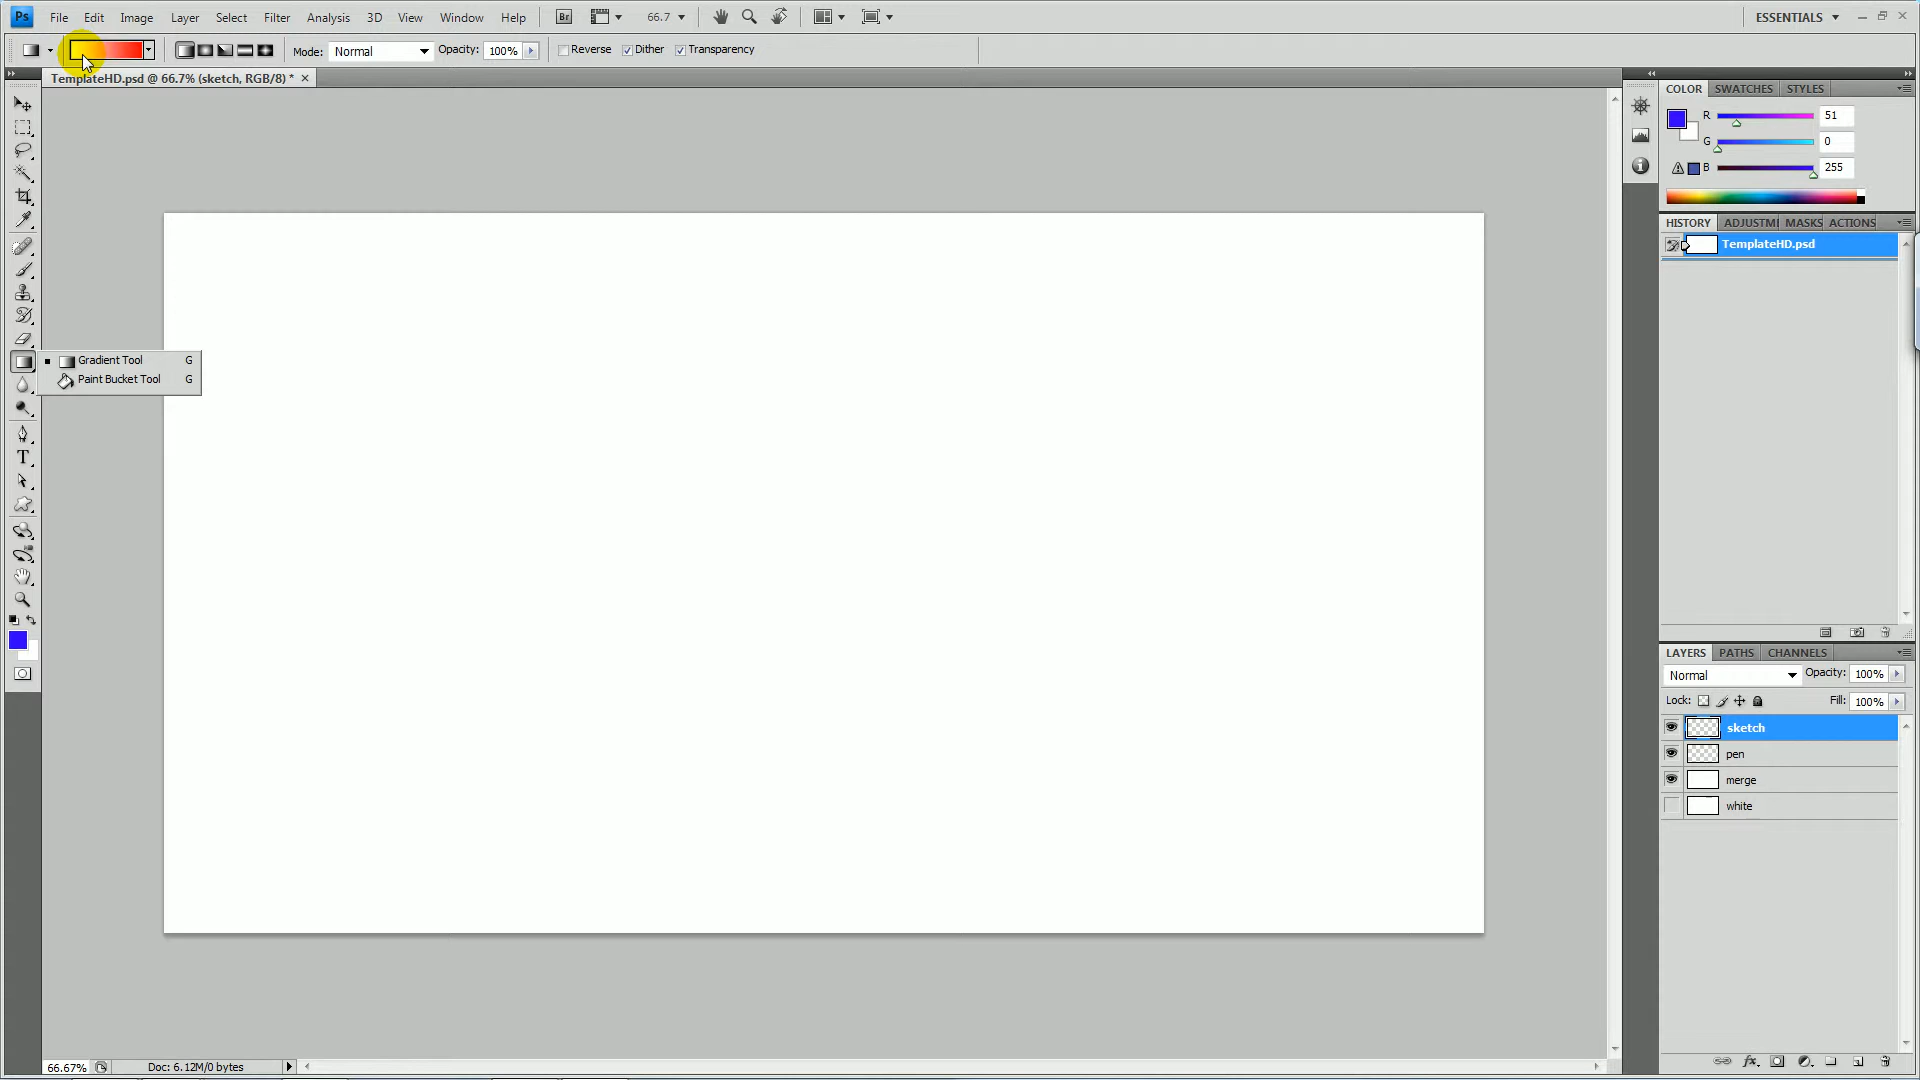 Ps File Edit Image Layer Select Filter Analysis 3D View Window Help Br 66.7 ESSENTIALS
Mode: Normal Opacity: 100% Reverse Dither Transparency
TemplateHD.psd @ 66.7% (sketch, RGB/8) * ×
COLOR SWATCHES STYLES
R 51
G 0
B 255
HISTORY ADJUSTMI MASKS ACTIONS
TemplateHD.psd
Gradient Tool G
Paint Bucket Tool G
T
LAYERS PATHS CHANNELS
Normal Opacity: 100%
Lock: Fill: 100%
sketch
pen
merge
white
66.67% Doc: 6.12M/0 bytes